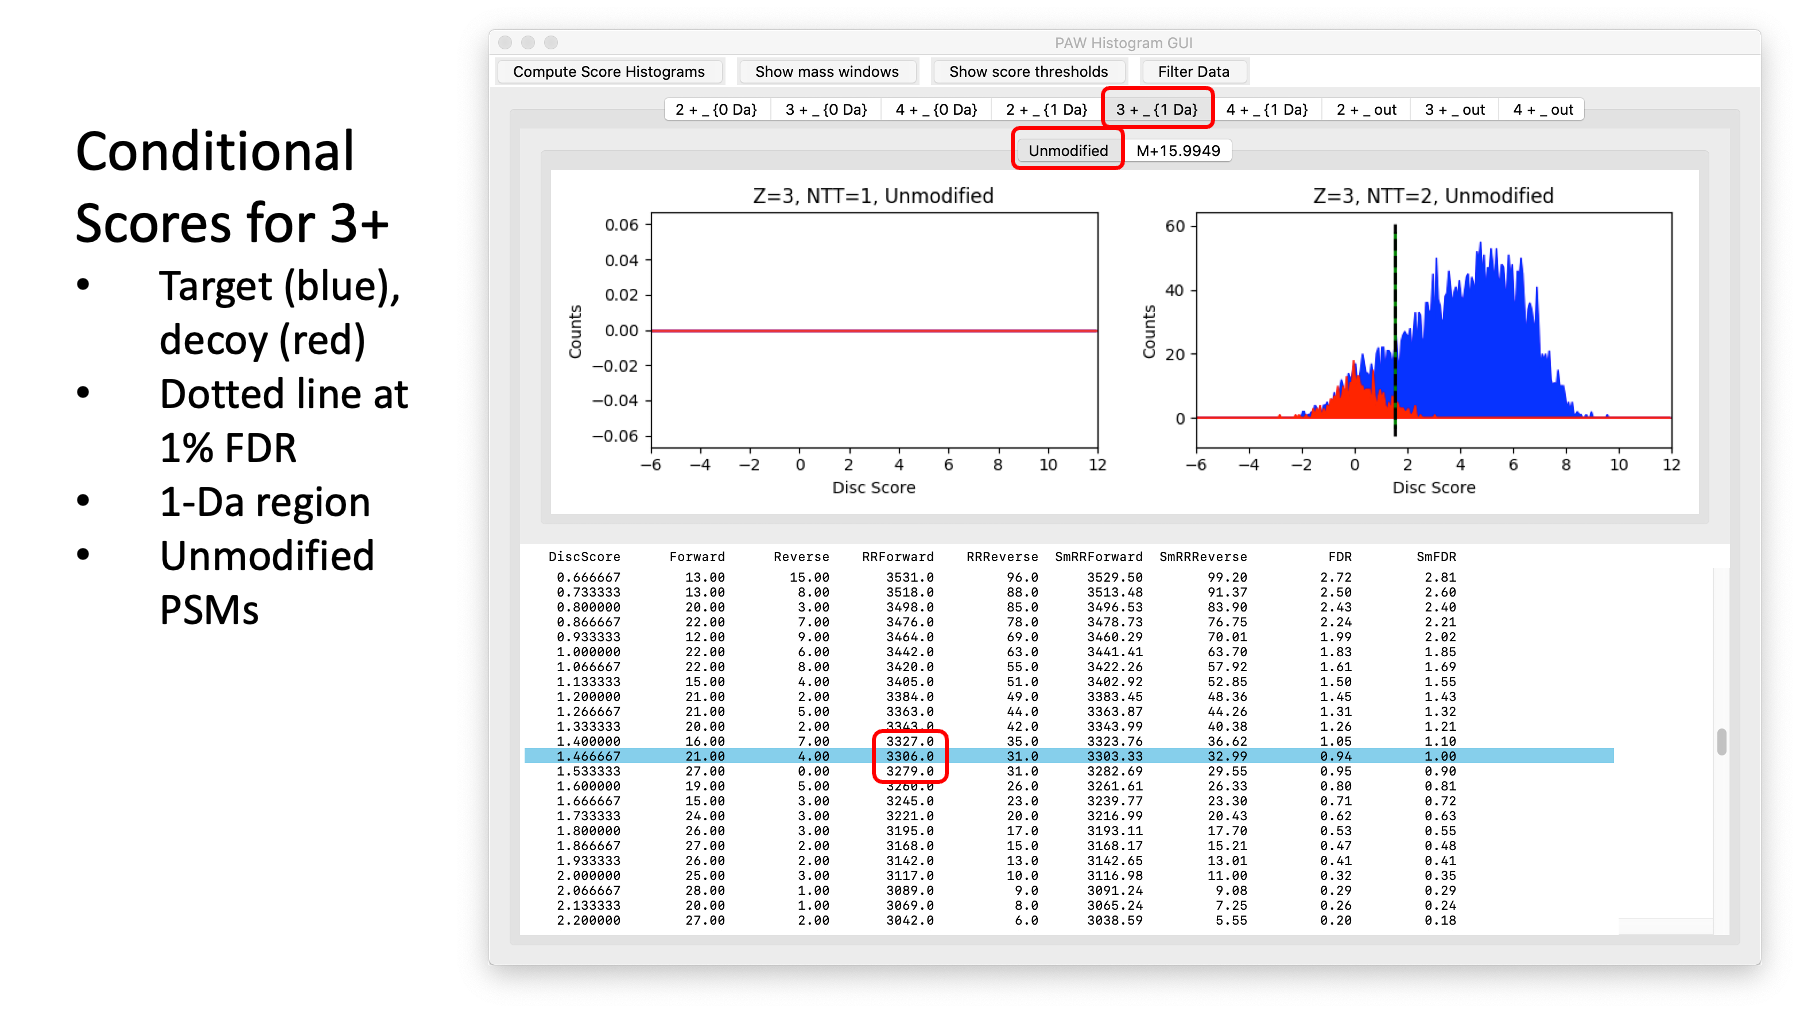 Conditional
Scores for 3+
• Target (blue),
decoy (red)
• Dotted line at
1% FDR
• 1-Da region
• Unmodified
PSMs
PAW Histogram GUI
Compute Score Histograms Show mass windows Show score thresholds Filter Data
2 + _ {0 Da} 3 + _ {0 Da} 4 + _ {0 Da} 2 + _ {1 Da} 3 + _ {1 Da} 4 + _ {1 Da} 2 + _ out 3 + _ out 4 + _ out
Unmodified M+15.9949
Z=3, NTT=1, Unmodified
0.06
0.04
0.02
0.00
−0.02
−0.04
−0.06
Counts
−6 −4 −2 0 2 4 6 8 10 12
Disc Score
Z=3, NTT=2, Unmodified
60
40
20
0
Counts
−6 −4 −2 0 2 4 6 8 10 12
Disc Score
DiscScore Forward Reverse RRForward RRReverse SmRRForward SmRRReverse FDR SmFDR
0.666667 13.00 15.00 3531.0 96.0 3529.50 99.20 2.72 2.81
0.733333 13.00 8.00 3518.0 88.0 3513.48 91.37 2.50 2.60
0.800000 20.00 3.00 3498.0 85.0 3496.53 83.90 2.43 2.40
0.866667 22.00 7.00 3476.0 78.0 3478.73 76.75 2.24 2.21
0.933333 12.00 9.00 3464.0 69.0 3460.29 70.01 1.99 2.02
1.000000 22.00 6.00 3442.0 63.0 3441.41 63.70 1.83 1.85
1.066667 22.00 8.00 3420.0 55.0 3422.26 57.92 1.61 1.69
1.133333 15.00 4.00 3405.0 51.0 3402.92 52.85 1.50 1.55
1.200000 21.00 2.00 3384.0 49.0 3383.45 48.36 1.45 1.43
1.266667 21.00 5.00 3363.0 44.0 3363.87 44.26 1.31 1.32
1.333333 20.00 2.00 3343.0 42.0 3343.99 40.38 1.26 1.21
1.400000 16.00 7.00 3327.0 35.0 3323.76 36.62 1.05 1.10
1.466667 21.00 4.00 3306.0 31.0 3303.33 32.99 0.94 1.00
1.533333 27.00 0.00 3279.0 31.0 3282.69 29.55 0.95 0.90
1.600000 19.00 5.00 3260.0 26.0 3261.61 26.33 0.80 0.81
1.666667 15.00 3.00 3245.0 23.0 3239.77 23.30 0.71 0.72
1.733333 24.00 3.00 3221.0 20.0 3216.99 20.43 0.62 0.63
1.800000 26.00 3.00 3195.0 17.0 3193.11 17.70 0.53 0.55
1.866667 27.00 2.00 3168.0 15.0 3168.17 15.21 0.47 0.48
1.933333 26.00 2.00 3142.0 13.0 3142.65 13.01 0.41 0.41
2.000000 25.00 3.00 3117.0 10.0 3116.98 11.00 0.32 0.35
2.066667 28.00 1.00 3089.0 9.0 3091.24 9.08 0.29 0.29
2.133333 20.00 1.00 3069.0 8.0 3065.24 7.25 0.26 0.24
2.200000 27.00 2.00 3042.0 6.0 3038.59 5.55 0.20 0.18